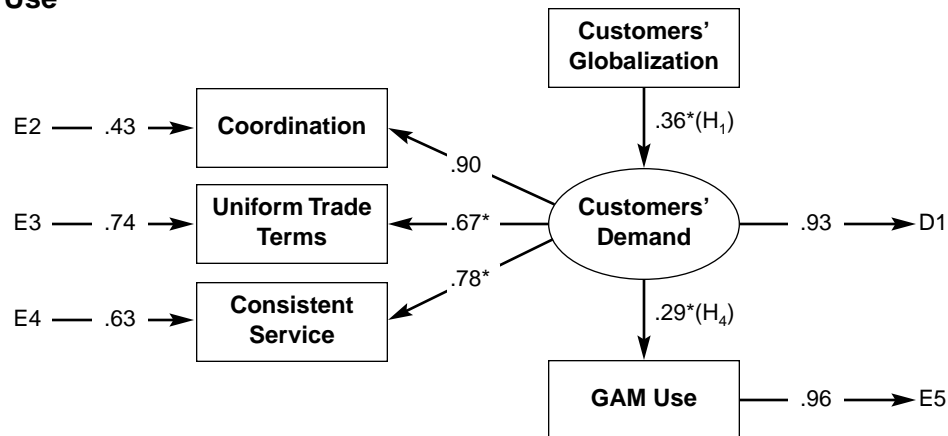 Use
Customers'
Globalization
E2 .43 Coordination
.36*(H1)
.90
E3 .74 Uniform Trade
Terms
.67*
Customers'
Demand
.93 D1
.78*
E4 .63 Consistent
Service
.29*(H4)
GAM Use .96 E5